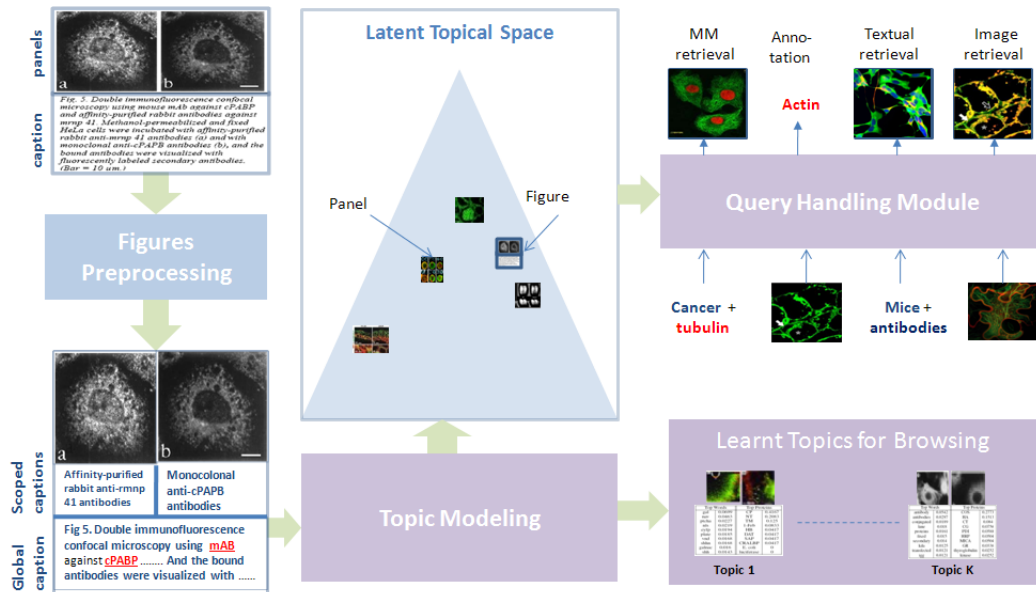 panels
a
b
caption
Fig. 5. Double immunofluorescence confocal
microscopy using mouse mAb against cPABP
and affinity-purified rabbit antibodies against
mrnp 41. Methanol-permeabilized and fixed
HeLa cells were incubated with affinity-purified
rabbit anti-mrnp 41 antibodies (a) and with
monoclonal anti-cPAPB antibodies (b), and the
bound antibodies were visualized with
fluorescently labeled secondary antibodies.
(Bar = 10 um.)
Figures
Preprocessing
a
b
Scoped
captions
Affinity-purified
rabbit anti-rmnp
41 antibodies
Monocolonal
anti-cPAPB
antibodies
Global
caption
Fig 5. Double immunofluorescence
confocal microscopy using mAB
against cPABP ........ And the bound
antibodies were visualized with ......
Latent Topical Space
Panel
Figure
Topic Modeling
MM
retrieval
Anno-
tation
Textual
retrieval
Image
retrieval
Actin
Query Handling Module
Cancer +
tubulin
Mice +
antibodies
Learnt Topics for Browsing
Topic 1
Topic K